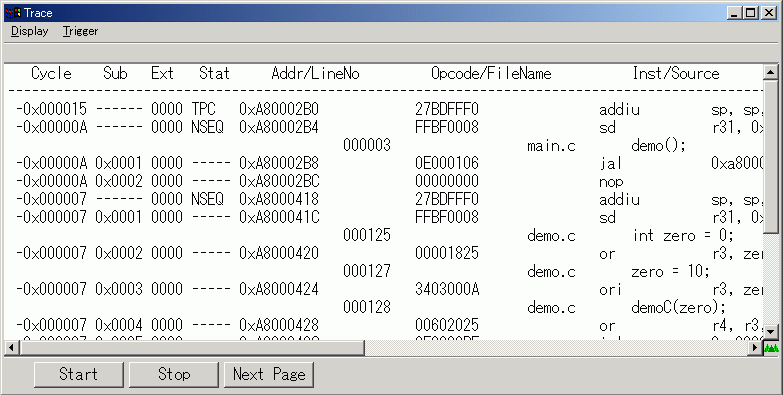 Trace
Display Trigger
Cycle Sub Ext Stat Addr/LineNo Opcode/FileName Inst/Source
-0x000015 ------ 0000 TPC 0xA80002B0 27BDFFF0 addiu sp, sp,
-0x00000A ------ 0000 NSEQ 0xA80002B4 FFBF0008 sd r31, 0x
000003 main.c demo();
-0x00000A 0x0001 0000 ----- 0xA80002B8 0E000106 jal 0xa8000
-0x00000A 0x0002 0000 ----- 0xA80002BC 00000000 nop
-0x000007 ------ 0000 NSEQ 0xA8000418 27BDFFF0 addiu sp, sp,
-0x000007 0x0001 0000 ----- 0xA800041C FFBF0008 sd r31, 0x
000125 demo.c int zero = 0;
-0x000007 0x0002 0000 ----- 0xA8000420 00001825 or r3, zer
000127 demo.c zero = 10;
-0x000007 0x0003 0000 ----- 0xA8000424 3403000A ori r3, zer
000128 demo.c demoC(zero);
-0x000007 0x0004 0000 ----- 0xA8000428 00602025 or r4, r3,
Start Stop Next Page